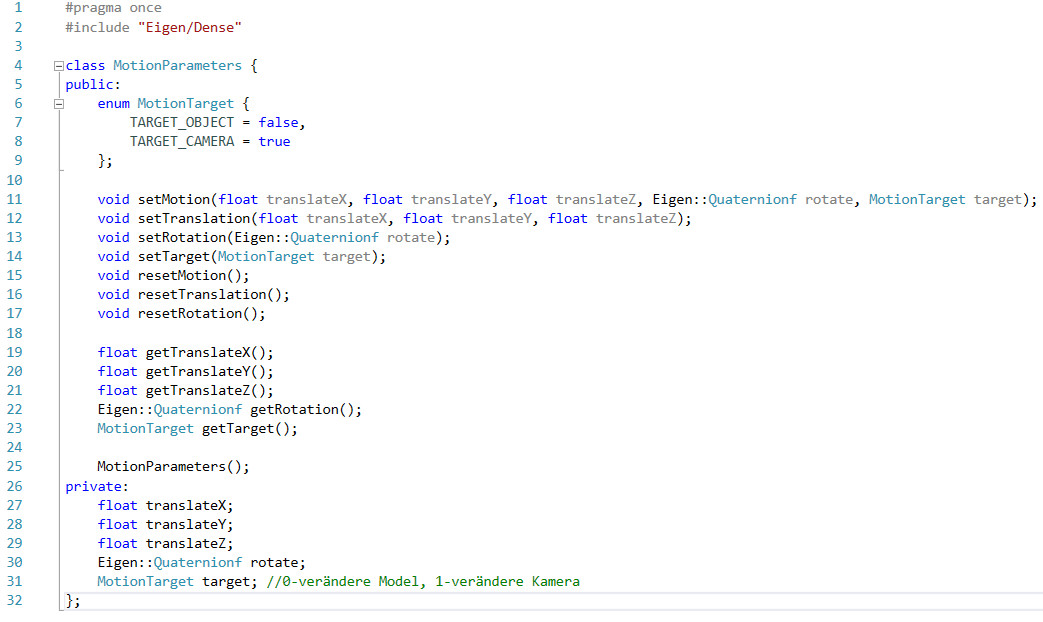 1 #pragma once
2 #include "Eigen/Dense"
3
4 class MotionParameters {
5 public:
6 enum MotionTarget {
7 TARGET_OBJECT = false,
8 TARGET_CAMERA = true
9 };
10
11 void setMotion(float translateX, float translateY, float translateZ, Eigen::Quaternionf rotate, MotionTarget target);
12 void setTranslation(float translateX, float translateY, float translateZ);
13 void setRotation(Eigen::Quaternionf rotate);
14 void setTarget(MotionTarget target);
15 void resetMotion();
16 void resetTranslation();
17 void resetRotation();
18
19 float getTranslateX();
20 float getTranslateY();
21 float getTranslateZ();
22 Eigen::Quaternionf getRotation();
23 MotionTarget getTarget();
24
25 MotionParameters();
26 private:
27 float translateX;
28 float translateY;
29 float translateZ;
30 Eigen::Quaternionf rotate;
31 MotionTarget target; //0-verändere Model, 1-verändere Kamera
32 };